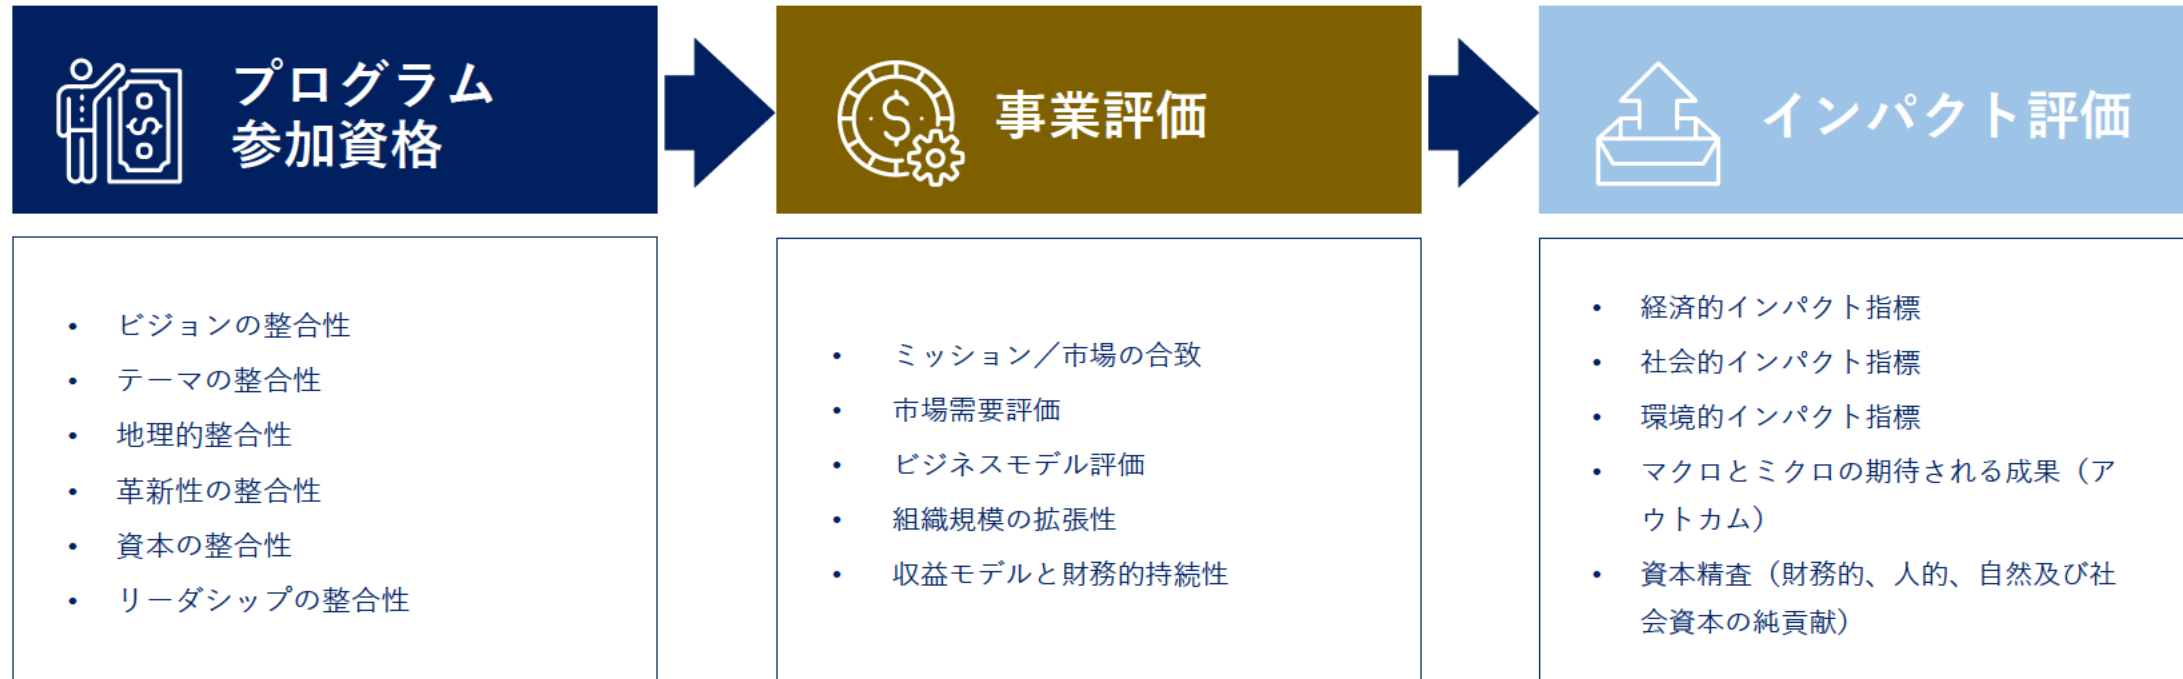 プログラム
参加資格
事業評価
インパクト評価
• ビジョンの整合性
• テーマの整合性
• 地理的整合性
• 革新性の整合性
• 資本の整合性
• リーダシップの整合性
• ミッション／市場の合致
• 市場需要評価
• ビジネスモデル評価
• 組織規模の拡張性
• 収益モデルと財務的持続性
• 経済的インパクト指標
• 社会的インパクト指標
• 環境的インパクト指標
• マクロとミクロの期待される成果（ア
ウトカム）
• 資本精査（財務的、人的、自然及び社
会資本の純貢献）